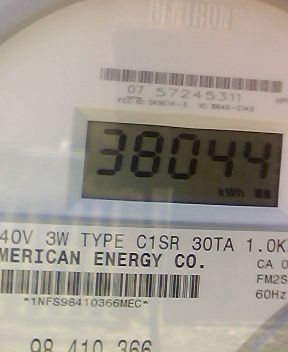 CENTRON®
07 57245311
38044
kWh
40V 3W TYPE C1SR 30TA 1.0K
MERICAN ENERGY CO.
CA 0
FM2S
60Hz
*1NFS98410366MEC*
98 410 366